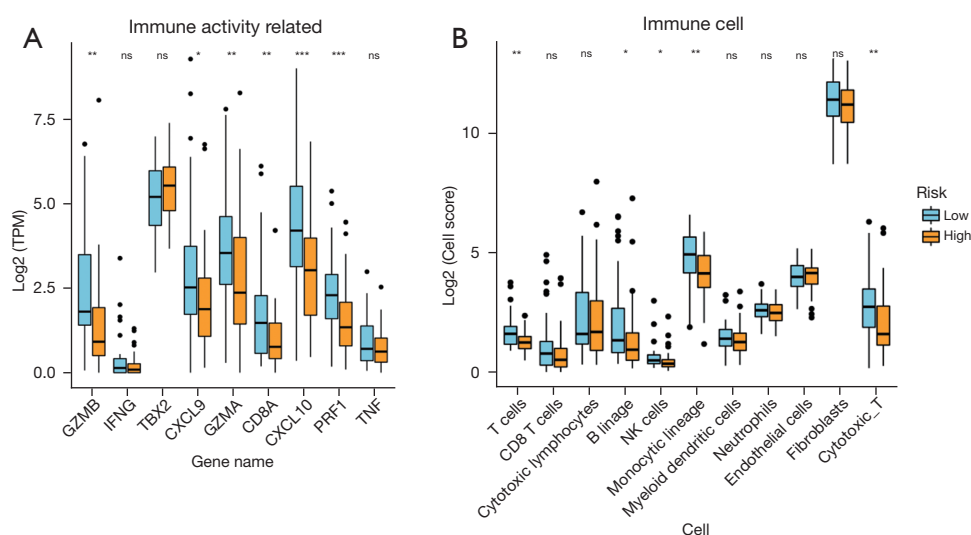 A
Immune activity related
** ns ns * ** ** *** *** ns
Log2 (TPM)
7.5
5.0
2.5
0.0
GZMB
IFNG
TBX2
CXCL9
GZMA
CD8A
CXCL10
PRF1
TNF
Gene name
B
Immune cell
** ns ns * * ** ns ns ns ns **
Log2 (Cell score)
10
5
0
T cells
CD8 T cells
Cytotoxic lymphocytes
B lineage
NK cells
Monocytic lineage
Myeloid dendritic cells
Neutrophils
Endothelial cells
Fibroblasts
Cytotoxic_T
Cell
Risk
Low
High